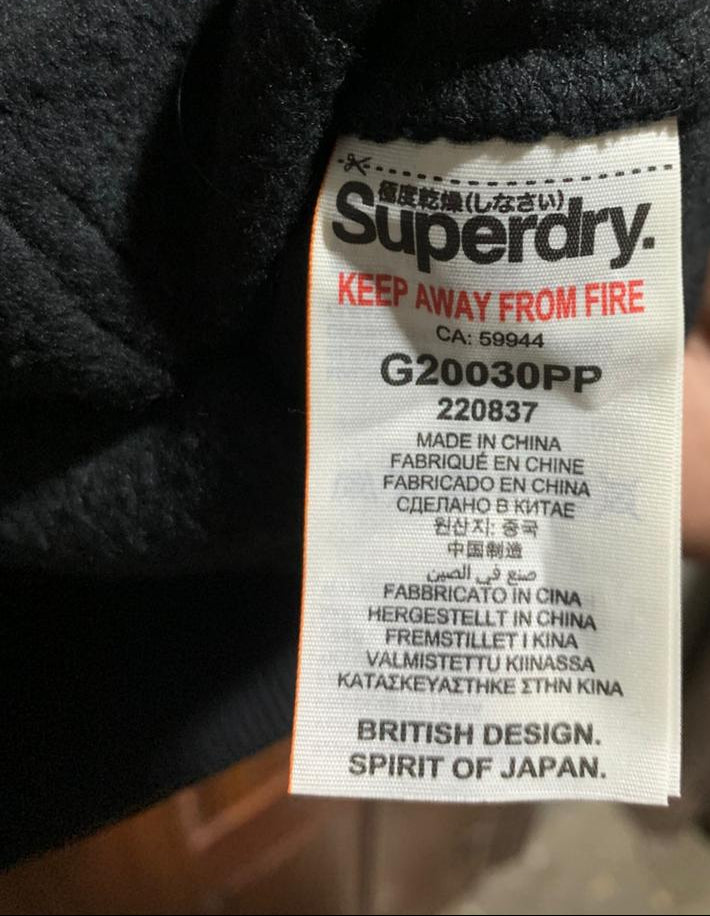 極度乾燥(しなさい)
Superdry.
KEEP AWAY FROM FIRE
CA: 59944
G20030PP
220837
MADE IN CHINA
FABRIQUÉ EN CHINE
FABRICADO EN CHINA
СДЕЛАНО В КИТАЕ
원산지: 중국
中国制造
صنع في الصين
FABBRICATO IN CINA
HERGESTELLT IN CHINA
FREMSTILLET I KINA
VALMISTETTU KIINASSA
ΚΑΤΑΣΚΕΥΑΣΤΗΚΕ ΣΤΗΝ ΚΙΝΑ
BRITISH DESIGN.
SPIRIT OF JAPAN.